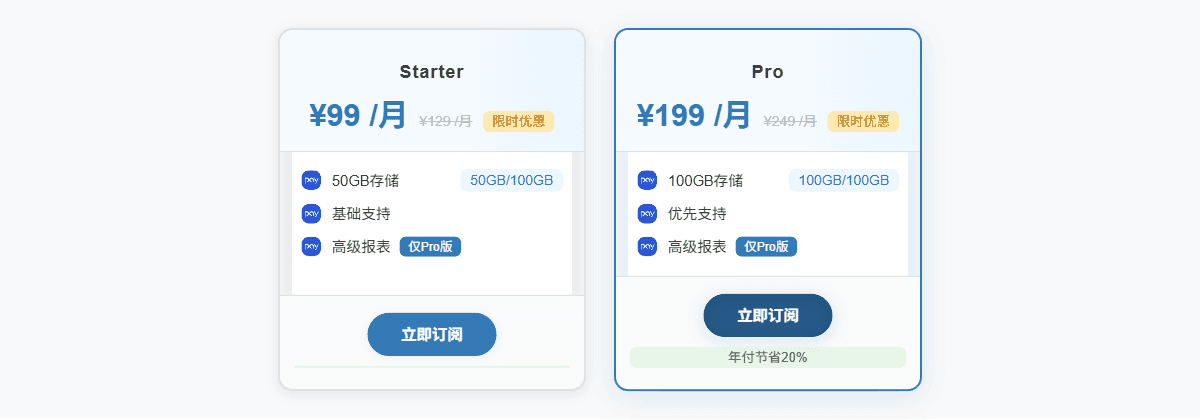 Starter
¥99 /月 ¥129 /月 限时优惠
pay 50GB存储 50GB/100GB
pay 基础支持
pay 高级报表 仅Pro版
立即订阅
Pro
¥199 /月 ¥249 /月 限时优惠
pay 100GB存储 100GB/100GB
pay 优先支持
pay 高级报表 仅Pro版
立即订阅
年付节省20%